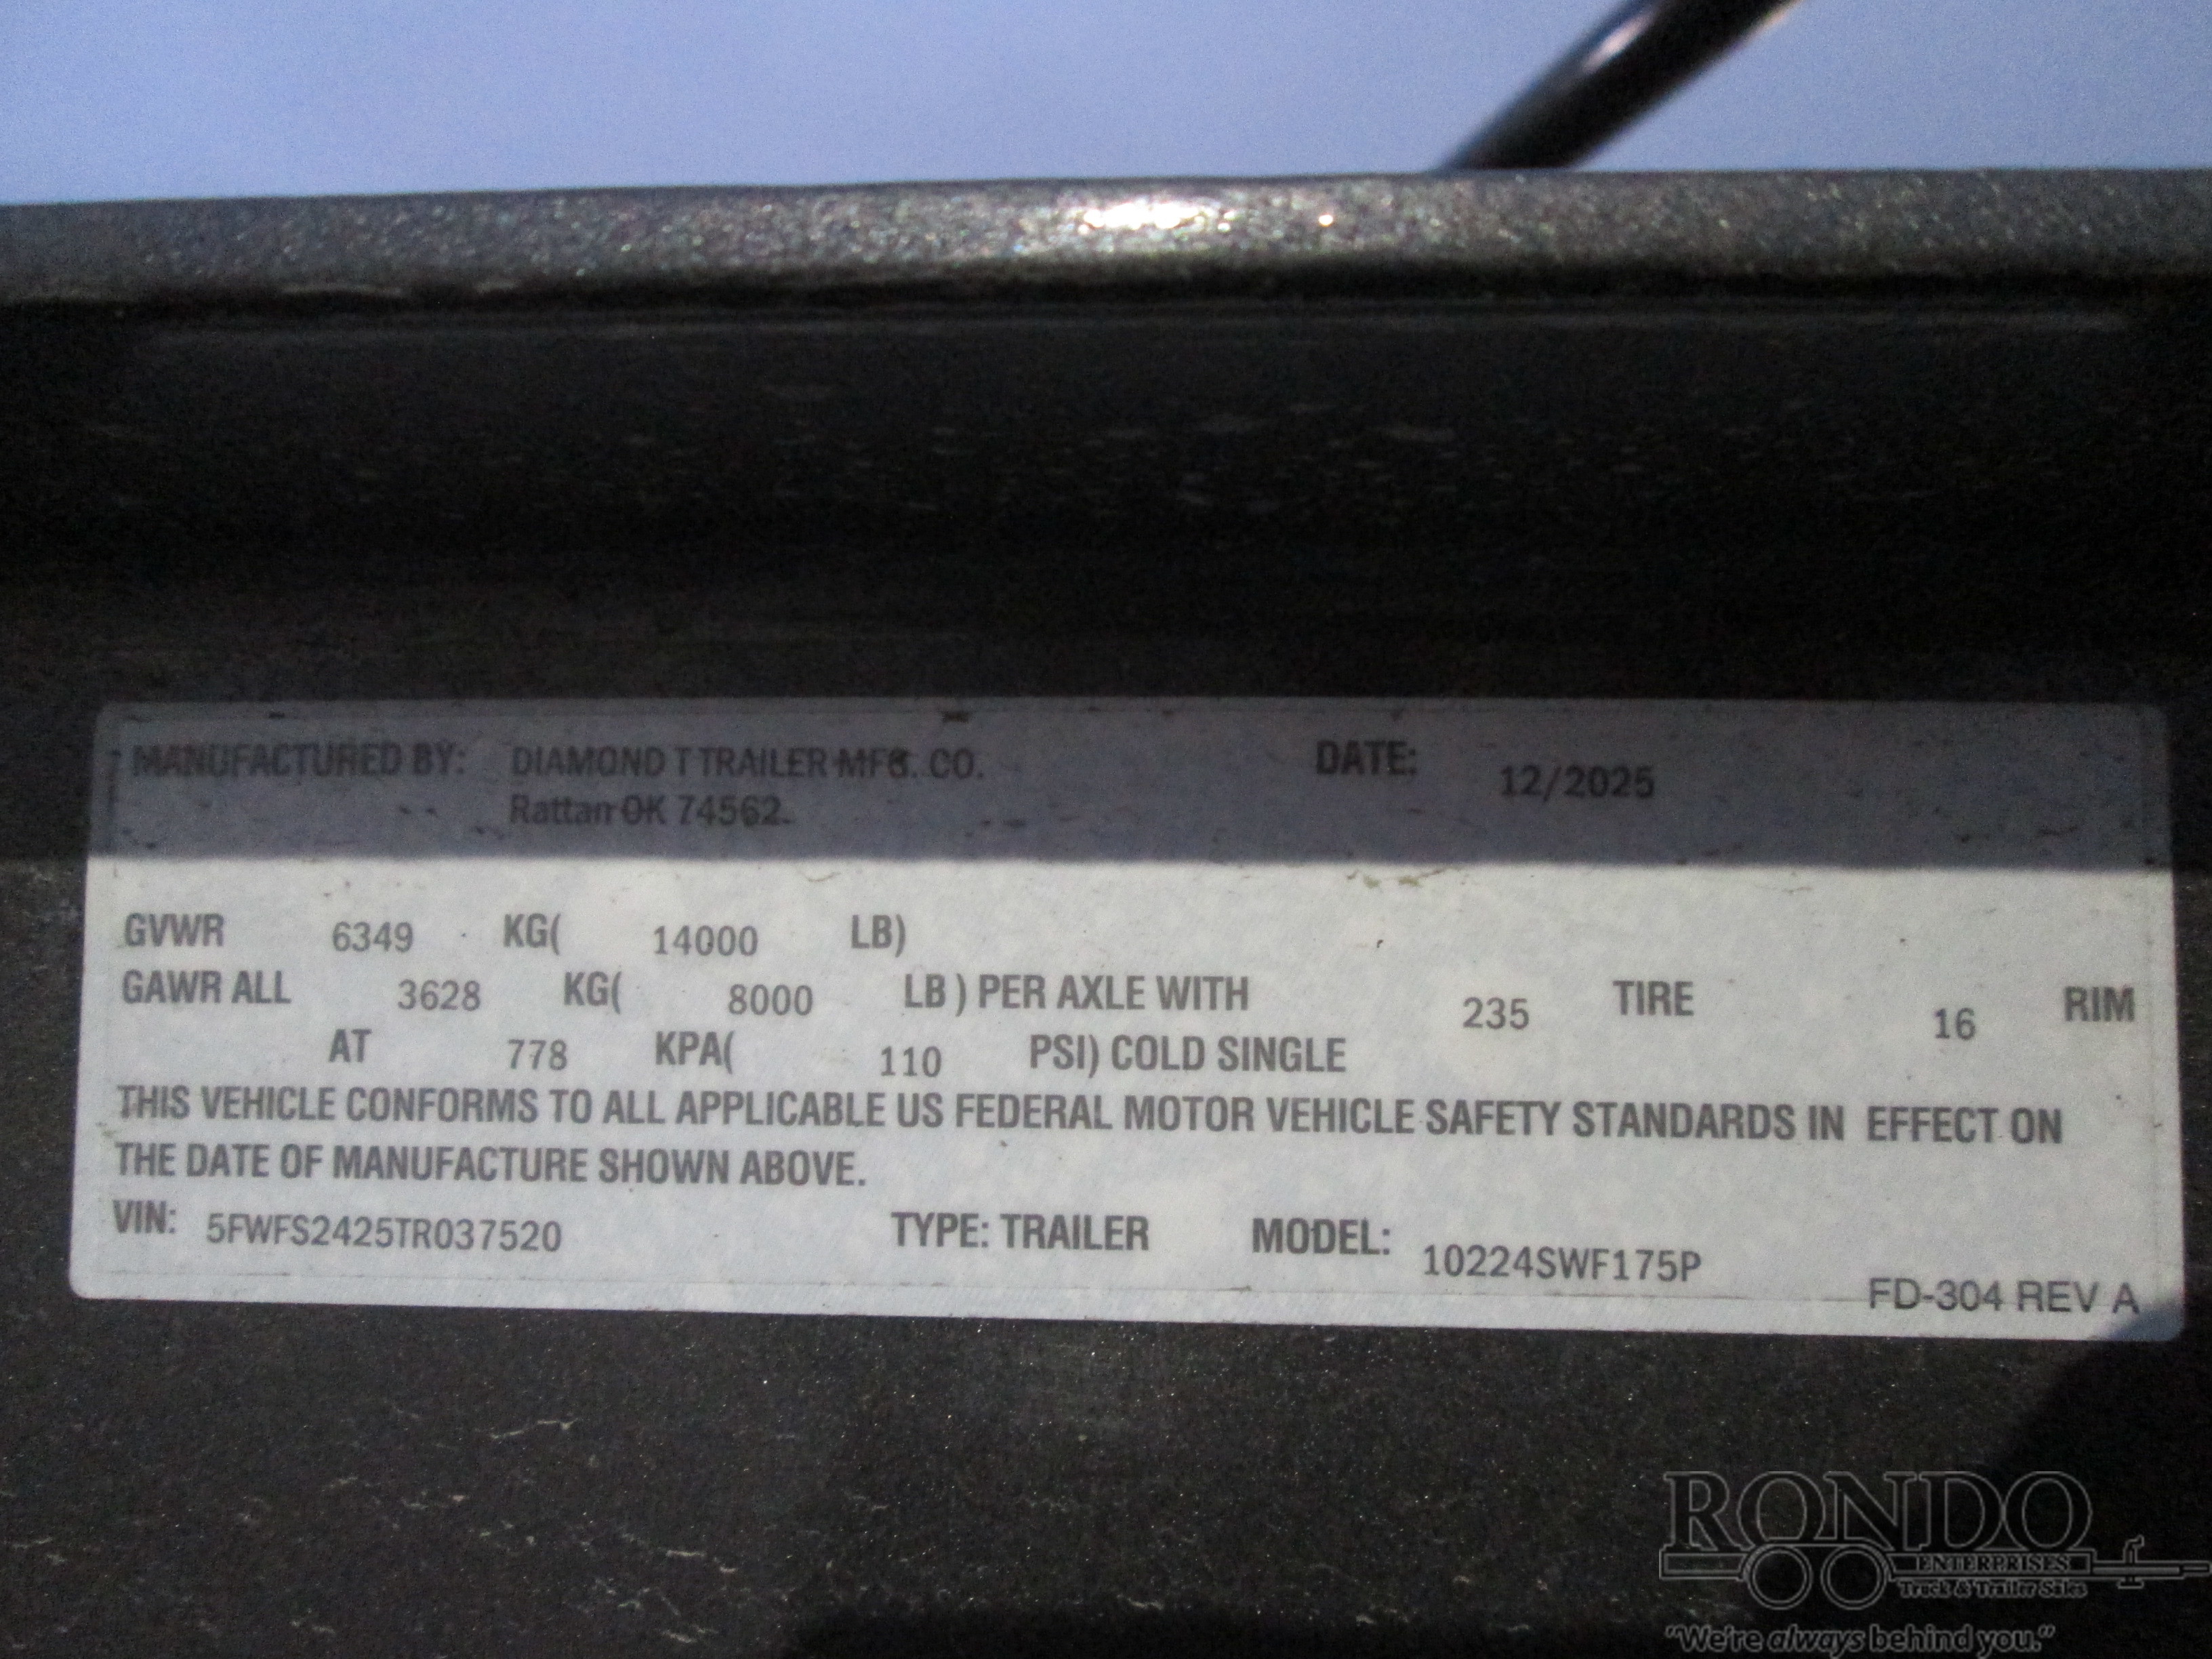 MANUFACTURED BY: DIAMOND T TRAILER MFG. CO. DATE: 12/2025
Rattan OK 74562
GVWR 6349 KG( 14000 LB)
GAWR ALL 3628 KG( 8000 LB ) PER AXLE WITH 235 TIRE 16 RIM
AT 778 KPA( 110 PSI) COLD SINGLE
THIS VEHICLE CONFORMS TO ALL APPLICABLE US FEDERAL MOTOR VEHICLE SAFETY STANDARDS IN EFFECT ON
THE DATE OF MANUFACTURE SHOWN ABOVE.
VIN: 5FWFS2425TR037520 TYPE: TRAILER MODEL: 10224SWF175P
FD-304 REV A
RONDO
ENTERPRISES
Truck & Trailer Sales
"We're always behind you."